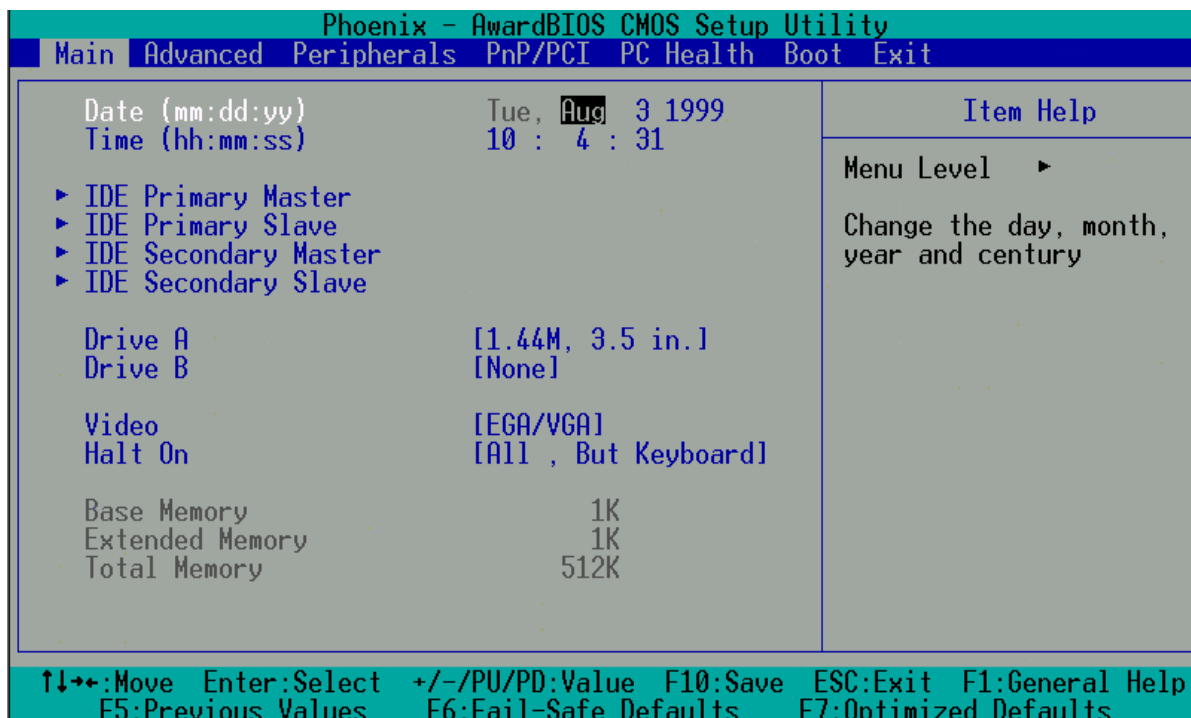 Phoenix - AwardBIOS CMOS Setup Utility
Main Advanced Peripherals PnP/PCI PC Health Boot Exit
Date (mm:dd:yy) Tue, Aug 3 1999
Time (hh:mm:ss) 10 : 4 : 31
▶ IDE Primary Master
▶ IDE Primary Slave
▶ IDE Secondary Master
▶ IDE Secondary Slave
Drive A [1.44M, 3.5 in.]
Drive B [None]
Video [EGA/VGA]
Halt On [All , But Keyboard]
Base Memory 1K
Extended Memory 1K
Total Memory 512K
Item Help
Menu Level ▶
Change the day, month,
year and century
↑↓→←:Move Enter:Select +/-/PU/PD:Value F10:Save ESC:Exit F1:General Help
F5:Previous Values F6:Fail-Safe Defaults F7:Optimized Defaults